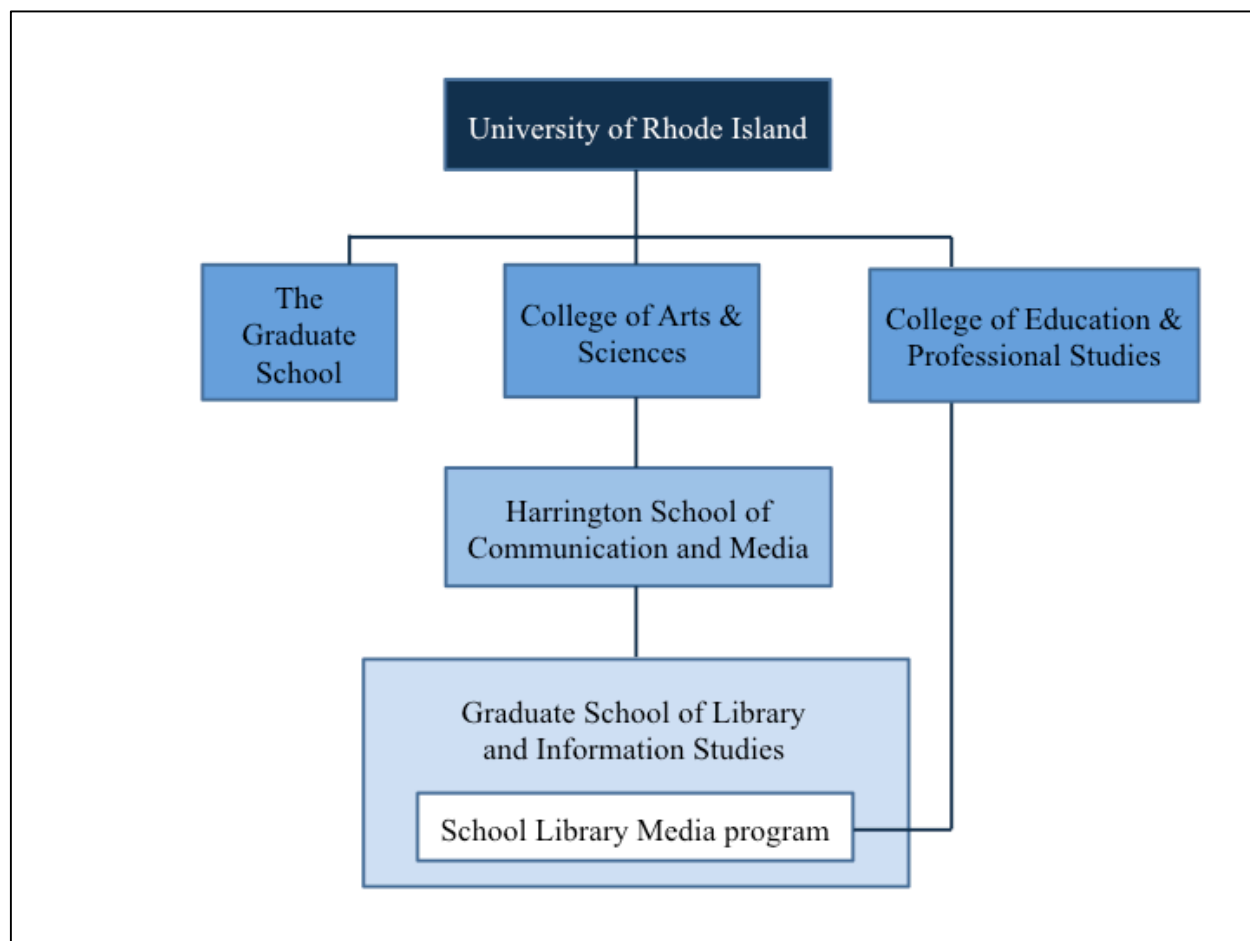 University of Rhode Island
The
Graduate
School
College of Arts &
Sciences
College of Education &
Professional Studies
Harrington School of
Communication and Media
Graduate School of Library
and Information Studies
School Library Media program